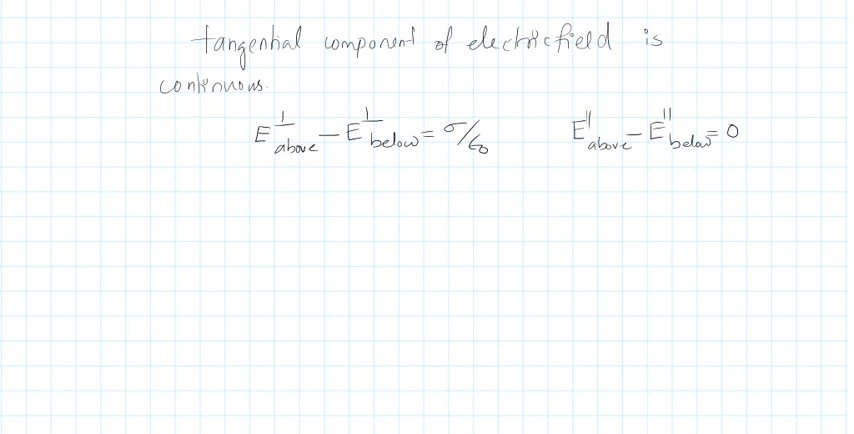 tangential component of electric field is
continuous.
E⊥above − E⊥below = σ/ε0 E∥above − E∥below = 0